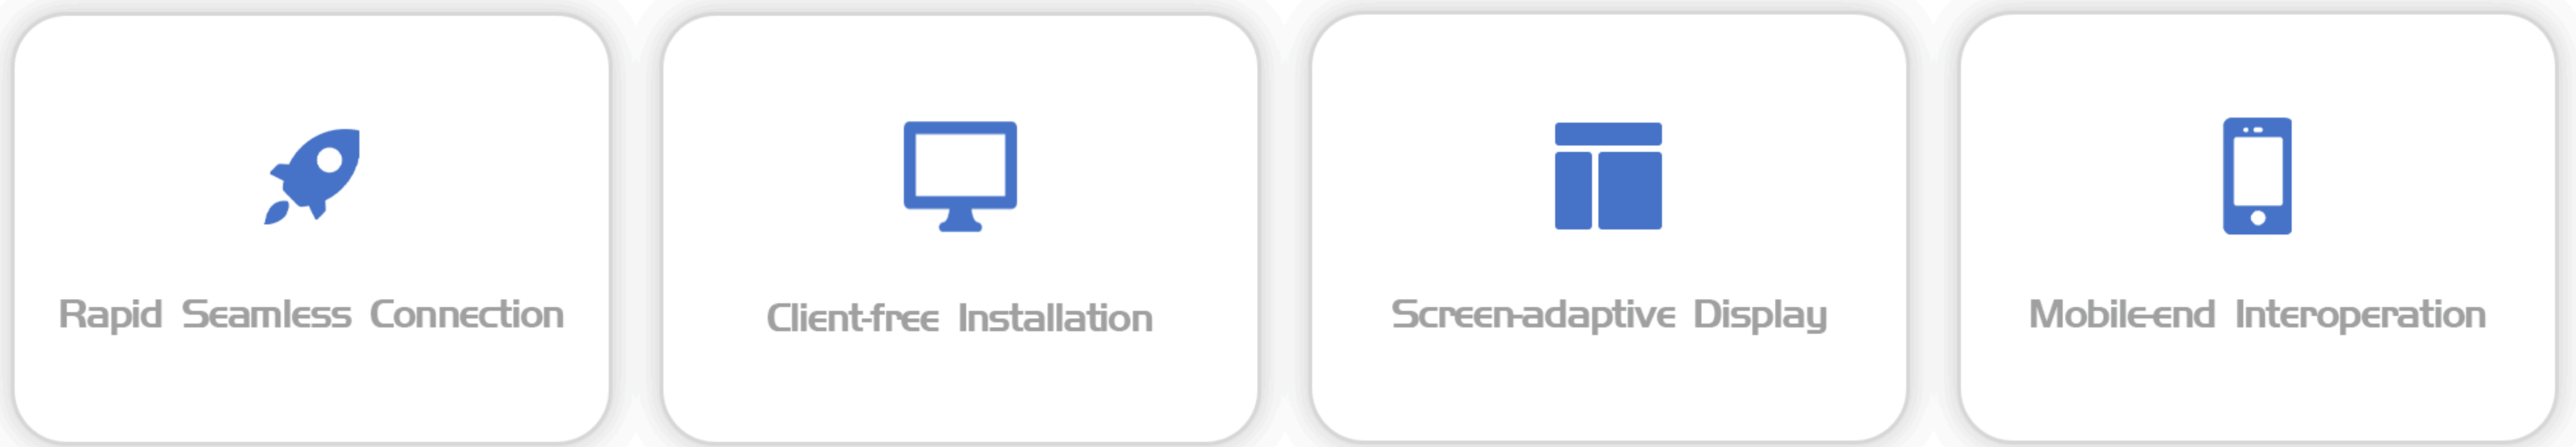 Rapid Seamless Connection
Client-free Installation
Screen-adaptive Display
Mobile-end Interoperation